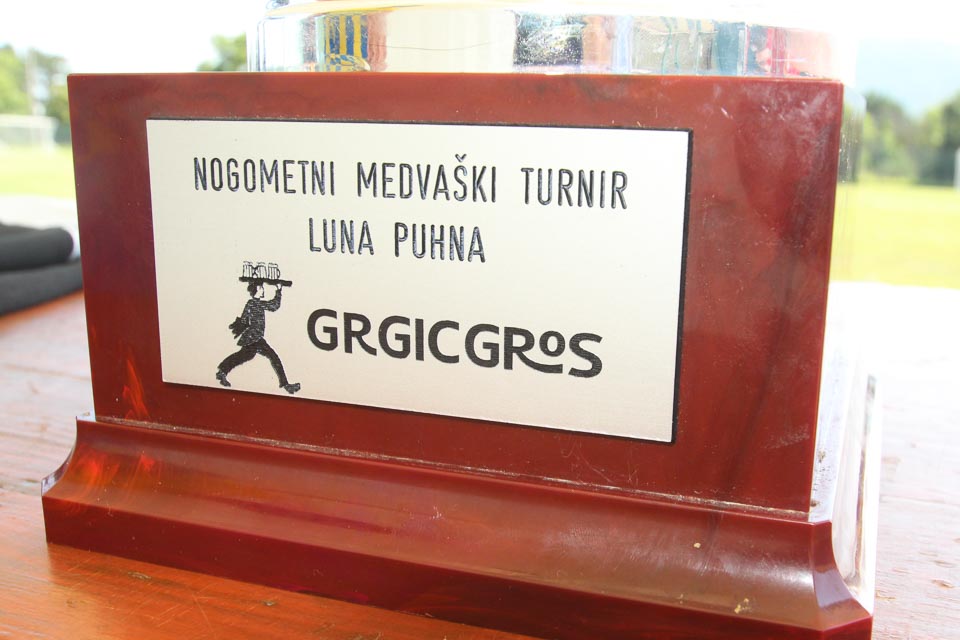 NOGOMETNI MEDVAŠKI TURNIR
LUNA PUHNA
GRGICGROS